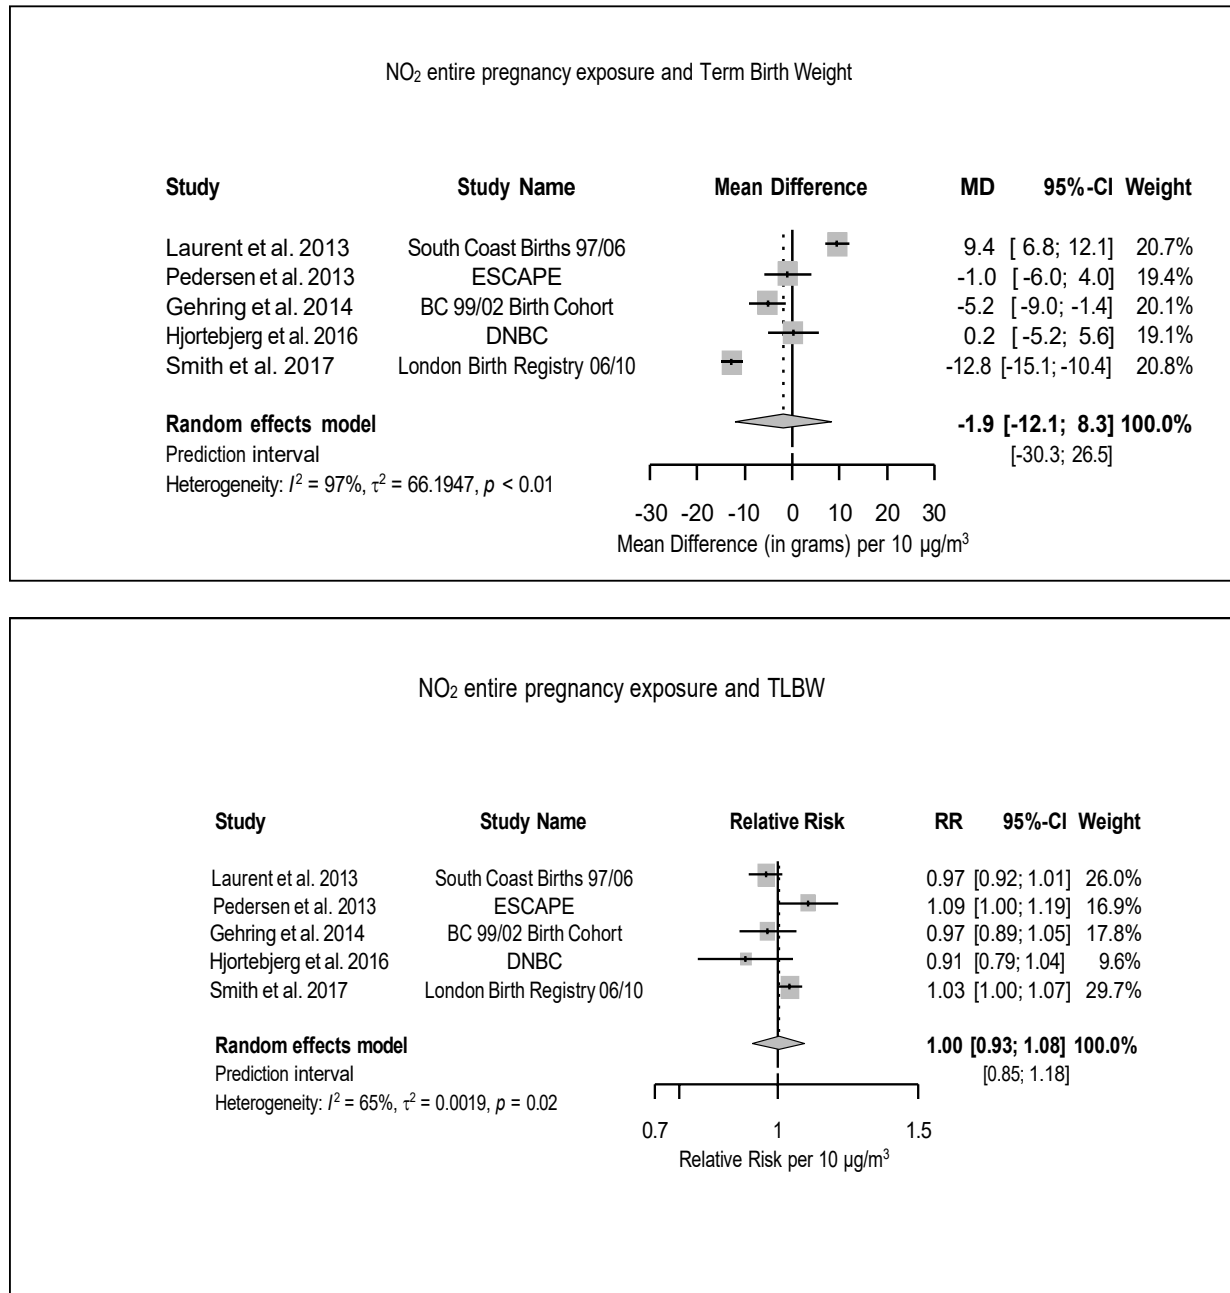 NO₂ entire pregnancy exposure and Term Birth Weight
Study Study Name Mean Difference MD 95%-CI Weight
Laurent et al. 2013 South Coast Births 97/06 9.4 [ 6.8; 12.1] 20.7%
Pedersen et al. 2013 ESCAPE -1.0 [ -6.0; 4.0] 19.4%
Gehring et al. 2014 BC 99/02 Birth Cohort -5.2 [ -9.0; -1.4] 20.1%
Hjortebjerg et al. 2016 DNBC 0.2 [ -5.2; 5.6] 19.1%
Smith et al. 2017 London Birth Registry 06/10 -12.8 [-15.1; -10.4] 20.8%
Random effects model -1.9 [-12.1; 8.3] 100.0%
Prediction interval [-30.3; 26.5]
Heterogeneity: I² = 97%, τ² = 66.1947, p < 0.01
-30 -20 -10 0 10 20 30
Mean Difference (in grams) per 10 µg/m³
NO₂ entire pregnancy exposure and TLBW
Study Study Name Relative Risk RR 95%-CI Weight
Laurent et al. 2013 South Coast Births 97/06 0.97 [0.92; 1.01] 26.0%
Pedersen et al. 2013 ESCAPE 1.09 [1.00; 1.19] 16.9%
Gehring et al. 2014 BC 99/02 Birth Cohort 0.97 [0.89; 1.05] 17.8%
Hjortebjerg et al. 2016 DNBC 0.91 [0.79; 1.04] 9.6%
Smith et al. 2017 London Birth Registry 06/10 1.03 [1.00; 1.07] 29.7%
Random effects model 1.00 [0.93; 1.08] 100.0%
Prediction interval [0.85; 1.18]
Heterogeneity: I² = 65%, τ² = 0.0019, p = 0.02
0.7 1 1.5
Relative Risk per 10 µg/m³